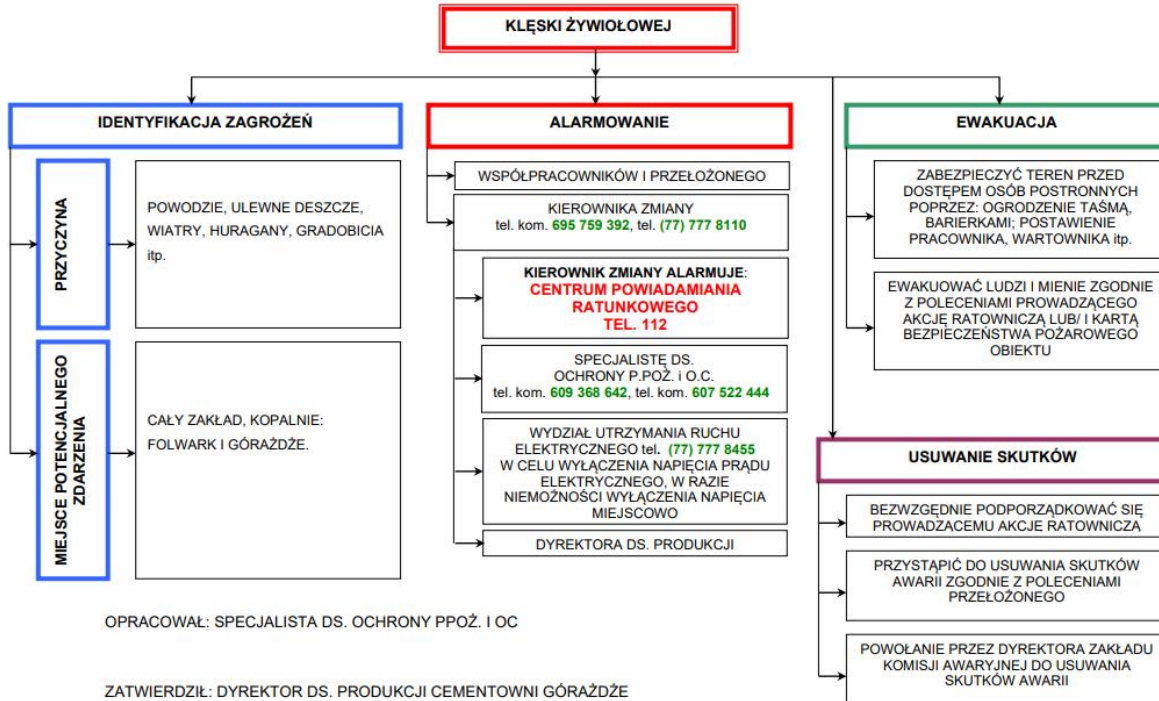 KLĘSKI ŻYWIOŁOWEJ
IDENTYFIKACJA ZAGROŻEŃ
PRZYCZYNA
POWODZIE, ULEWNE DESZCZE,
WIATRY, HURAGANY, GRADOBICIA
itp.
MIEJSCE POTENCJALNEGO
ZDARZENIA
CAŁY ZAKŁAD, KOPALNIE:
FOLWARK I GÓRAŻDŻE.
ALARMOWANIE
WSPÓŁPRACOWNIKÓW I PRZEŁOŻONEGO
KIEROWNIKA ZMIANY
tel. kom. 695 759 392, tel. (77) 777 8110
KIEROWNIK ZMIANY ALARMUJE:
CENTRUM POWIADAMIANIA
RATUNKOWEGO
TEL. 112
SPECJALISTĘ DS.
OCHRONY P.POŻ. i O.C.
tel. kom. 609 368 642, tel. kom. 607 522 444
WYDZIAŁ UTRZYMANIA RUCHU
ELEKTRYCZNEGO tel. (77) 777 8455
W CELU WYŁĄCZENIA NAPIĘCIA PRĄDU
ELEKTRYCZNEGO, W RAZIE
NIEMOŻNOŚCI WYŁĄCZENIA NAPIĘCIA
MIEJSCOWO
DYREKTORA DS. PRODUKCJI
EWAKUACJA
ZABEZPIECZYĆ TEREN PRZED
DOSTĘPEM OSÓB POSTRONNYCH
POPRZEZ: OGRODZENIE TAŚMĄ,
BARIERKAMI; POSTAWIENIE
PRACOWNIKA, WARTOWNIKA itp.
EWAKUOWAĆ LUDZI I MIENIE ZGODNIE
Z POLECENIAMI PROWADZĄCEGO
AKCJĘ RATOWNICZĄ LUB/ I KARTĄ
BEZPIECZEŃSTWA POŻAROWEGO
OBIEKTU
USUWANIE SKUTKÓW
BEZWZGLĘDNIE PODPORZĄDKOWAĆ SIĘ
PROWADZĄCEMU AKCJE RATOWNICZĄ
PRZYSTĄPIĆ DO USUWANIA SKUTKÓW
AWARII ZGODNIE Z POLECENIAMI
PRZEŁOŻONEGO
POWOŁANIE PRZEZ DYREKTORA ZAKŁADU
KOMISJI AWARYJNEJ DO USUWANIA
SKUTKÓW AWARII
OPRACOWAŁ: SPECJALISTA DS. OCHRONY PPOŻ. I OC
ZATWIERDZIŁ: DYREKTOR DS. PRODUKCJI CEMENTOWNI GÓRAŻDŻE